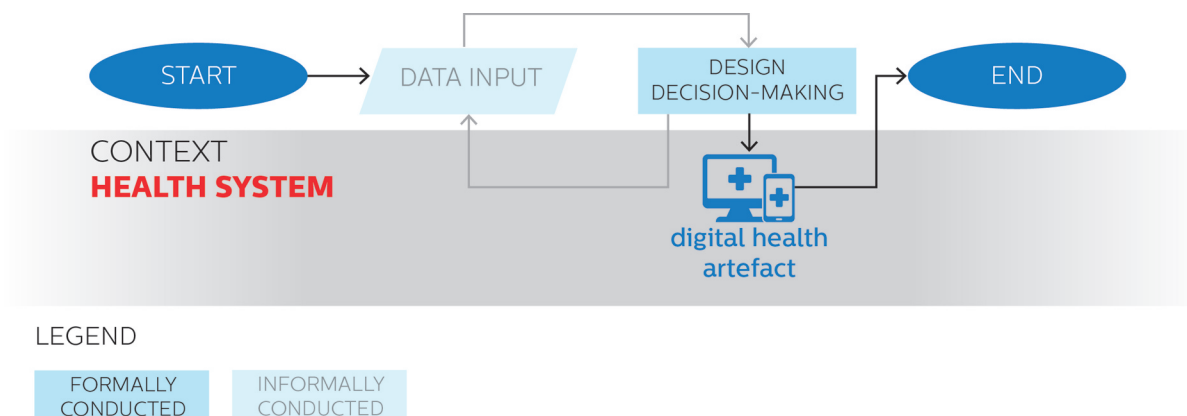 START
DATA INPUT
DESIGN
DECISION-MAKING
END
CONTEXT
HEALTH SYSTEM
digital health
artefact
LEGEND
FORMALLY
CONDUCTED
INFORMALLY
CONDUCTED